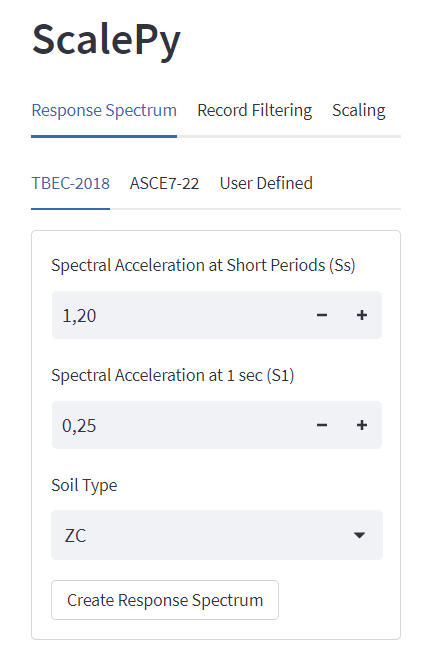 ScalePy
Response Spectrum Record Filtering Scaling
TBEC-2018 ASCE7-22 User Defined
Spectral Acceleration at Short Periods (Ss)
1,20
Spectral Acceleration at 1 sec (S1)
0,25
Soil Type
ZC
Create Response Spectrum